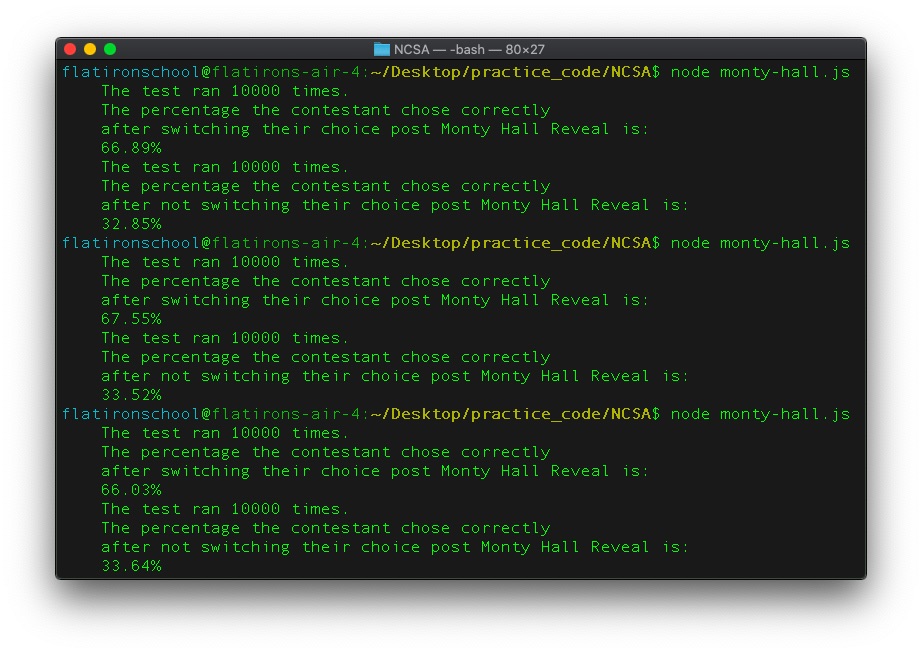 NCSA — -bash — 80×27
flatironschool@flatirons-air-4:~/Desktop/practice_code/NCSA$ node monty-hall.js
The test ran 10000 times.
The percentage the contestant chose correctly
after switching their choice post Monty Hall Reveal is:
66.89%
The test ran 10000 times.
The percentage the contestant chose correctly
after not switching their choice post Monty Hall Reveal is:
32.85%
flatironschool@flatirons-air-4:~/Desktop/practice_code/NCSA$ node monty-hall.js
The test ran 10000 times.
The percentage the contestant chose correctly
after switching their choice post Monty Hall Reveal is:
67.55%
The test ran 10000 times.
The percentage the contestant chose correctly
after not switching their choice post Monty Hall Reveal is:
33.52%
flatironschool@flatirons-air-4:~/Desktop/practice_code/NCSA$ node monty-hall.js
The test ran 10000 times.
The percentage the contestant chose correctly
after switching their choice post Monty Hall Reveal is:
66.03%
The test ran 10000 times.
The percentage the contestant chose correctly
after not switching their choice post Monty Hall Reveal is:
33.64%